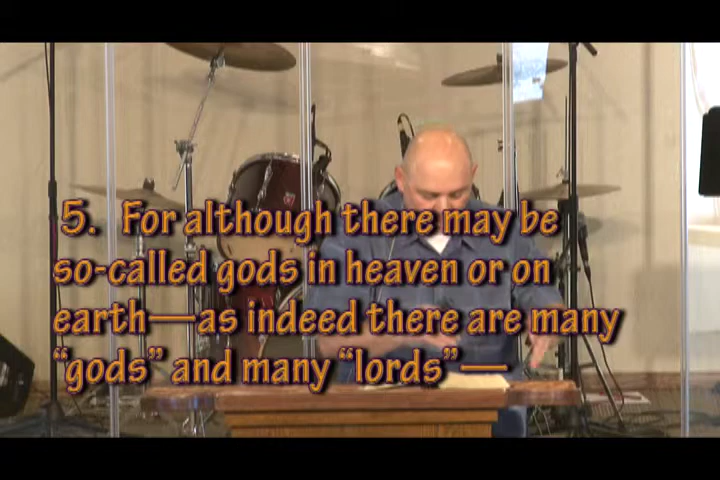 5. For although there may be
so-called gods in heaven or on
earth—as indeed there are many
“gods” and many “lords”—